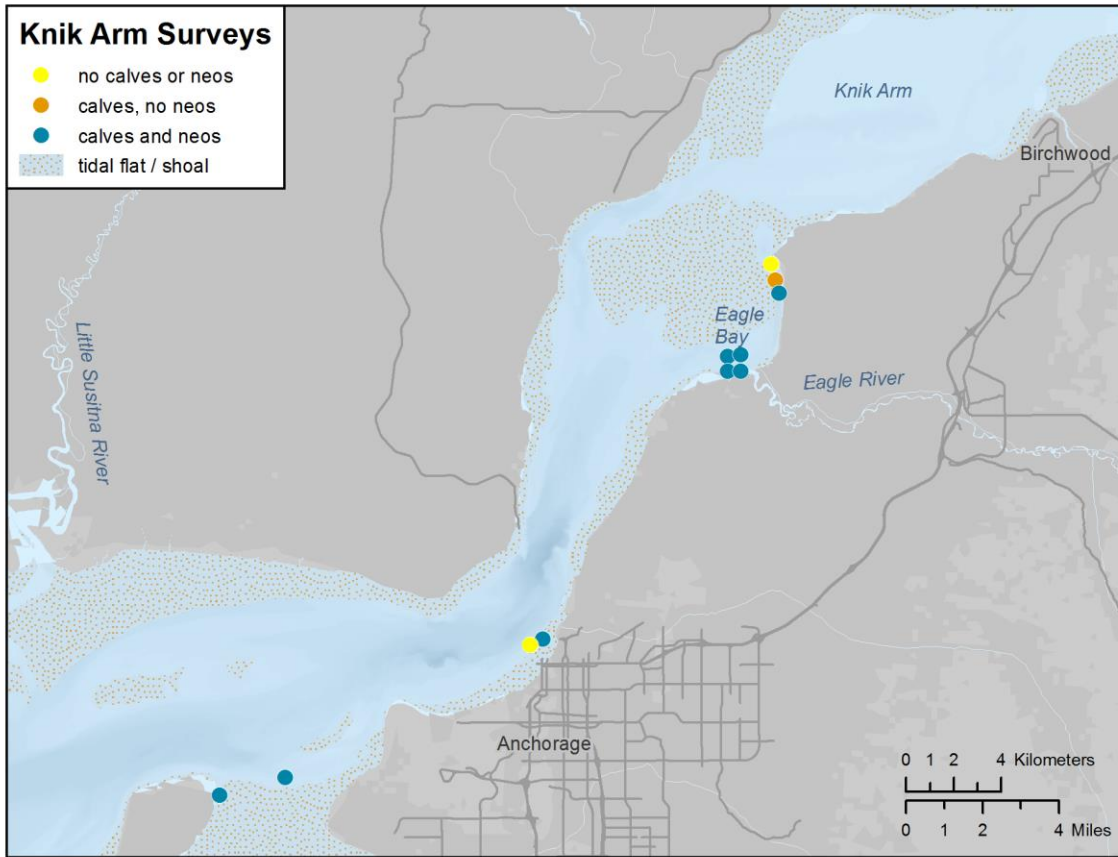 Knik Arm Surveys
no calves or neos
calves, no neos
calves and neos
tidal flat / shoal
Knik Arm
Birchwood
Eagle
Bay
Eagle River
Little Susitna River
Anchorage
0 1 2 4 Kilometers
0 1 2 4 Miles